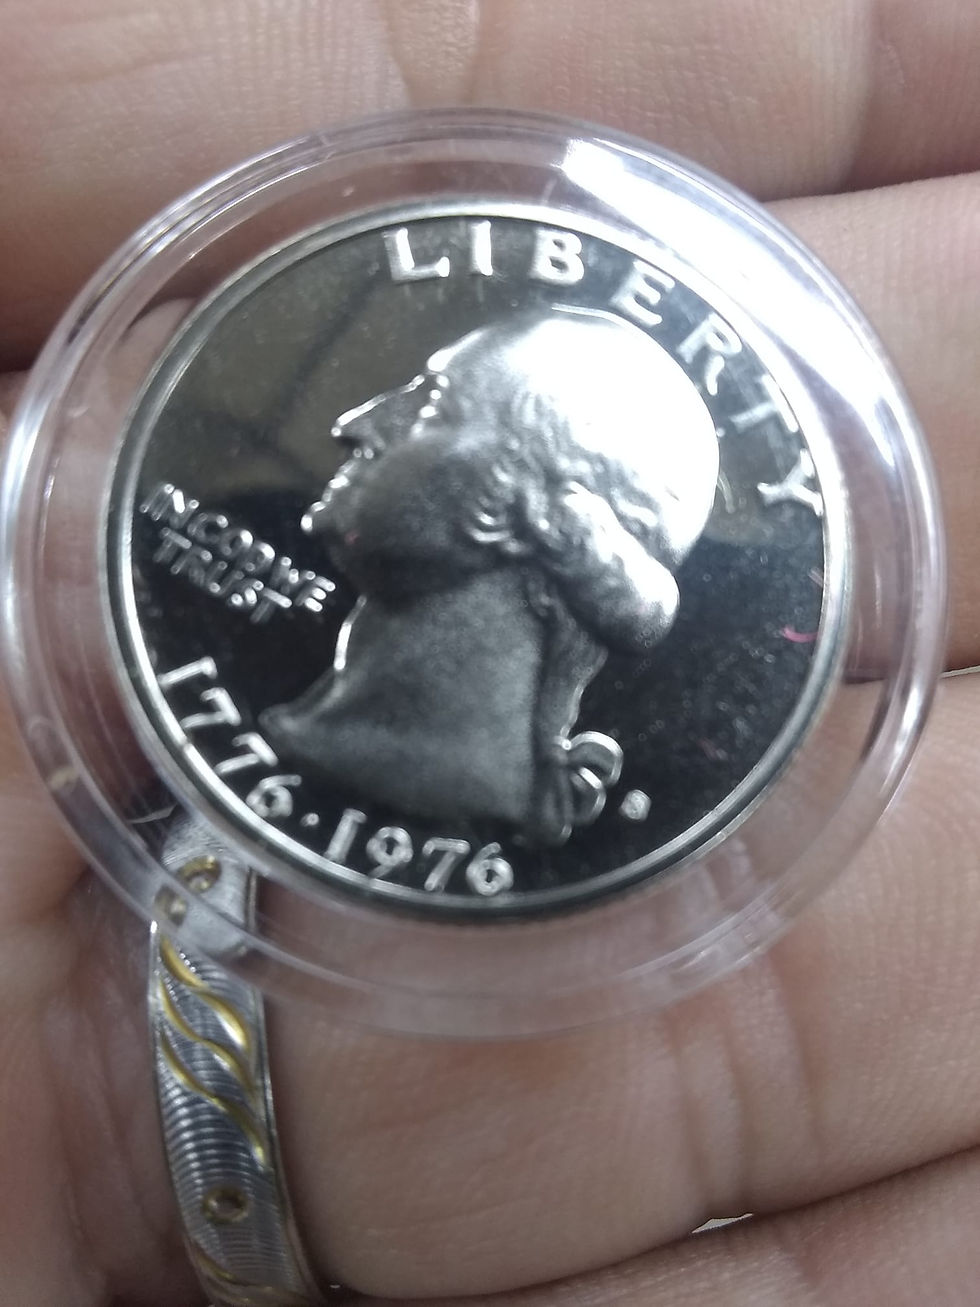 LIBERTY
IN GOD WE
TRUST
1776·1976
S